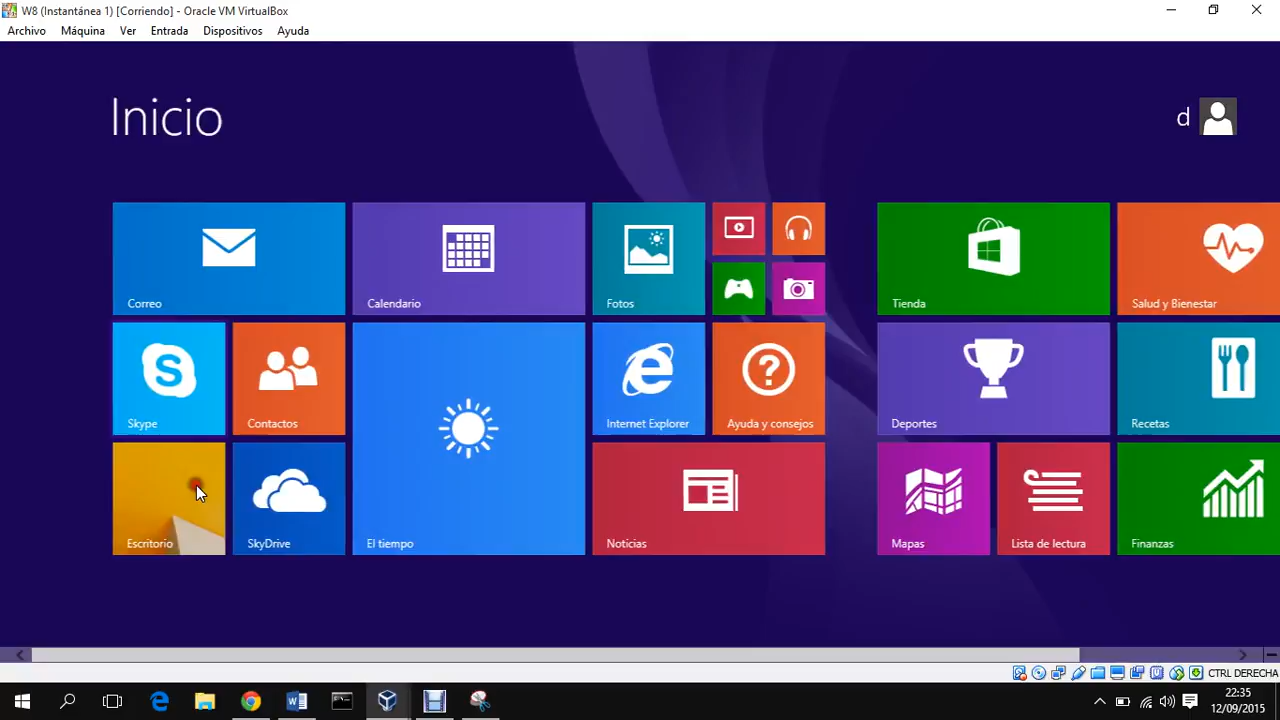 W8 (Instantánea 1) [Corriendo] - Oracle VM VirtualBox
Archivo Máquina Ver Entrada Dispositivos Ayuda
Inicio
d
Correo
Calendario
Fotos
Tienda
Salud y Bienestar
Skype
Contactos
Internet Explorer
Ayuda y consejos
Deportes
Recetas
Escritorio
SkyDrive
El tiempo
Noticias
Mapas
Lista de lectura
Finanzas
CTRL DERECHA
22:35
12/09/2015